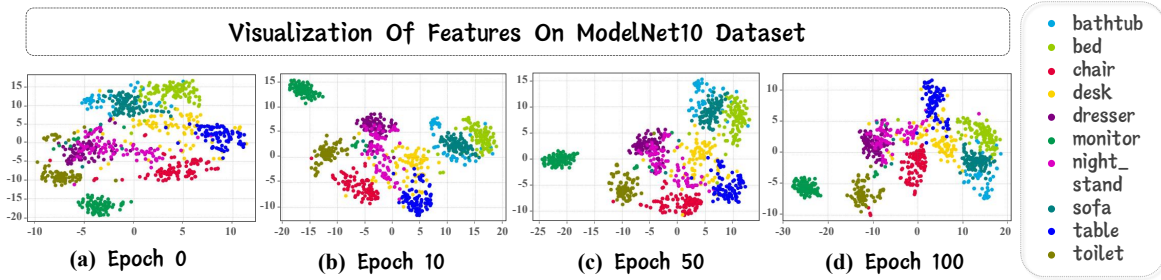 Visualization Of Features On ModelNet10 Dataset
15
10
5
0
-5
-10
-15
-20
-10 -5 0 5 10
(a) Epoch 0
15
10
5
0
-5
-10
-20 -15 -10 -5 0 5 10 15 20
(b) Epoch 10
15
10
5
0
-5
-10
-25 -20 -15 -10 -5 0 5 10
(c) Epoch 50
10
5
0
-5
-10
-30 -20 -10 0 10 20
(d) Epoch 100
bathtub
bed
chair
desk
dresser
monitor
night_
stand
sofa
table
toilet